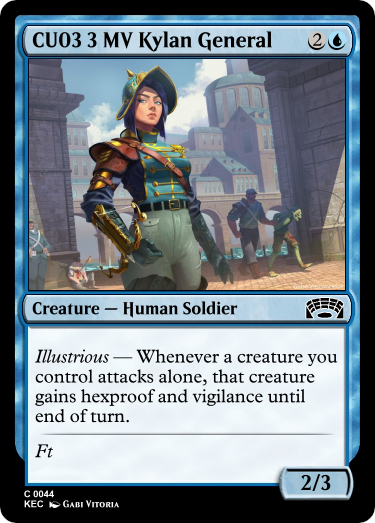 CU03 3 MV Kylan General 2
Creature — Human Soldier
Illustrious — Whenever a creature you
control attacks alone, that creature
gains hexproof and vigilance until
end of turn.
Ft
2/3
C 0044
KEC Gabi Vitoria